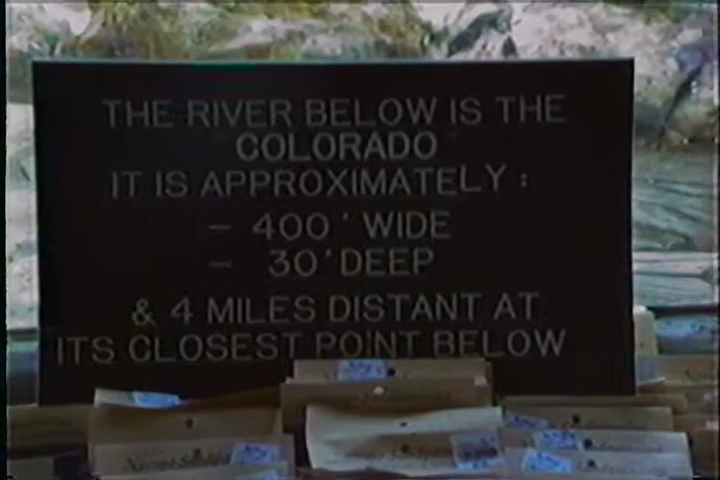 THE RIVER BELOW IS THE
COLORADO
IT IS APPROXIMATELY :
- 400' WIDE
- 30' DEEP
& 4 MILES DISTANT AT
ITS CLOSEST POINT BELOW